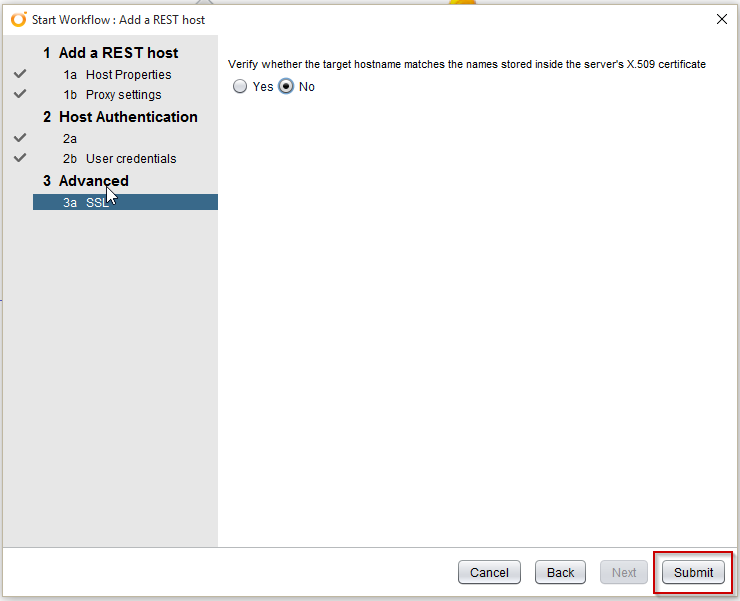 Start Workflow : Add a REST host
1 Add a REST host
1a Host Properties
1b Proxy settings
2 Host Authentication
2a
2b User credentials
3 Advanced
3a SSL
Verify whether the target hostname matches the names stored inside the server's X.509 certificate
Yes No
Cancel Back Next Submit